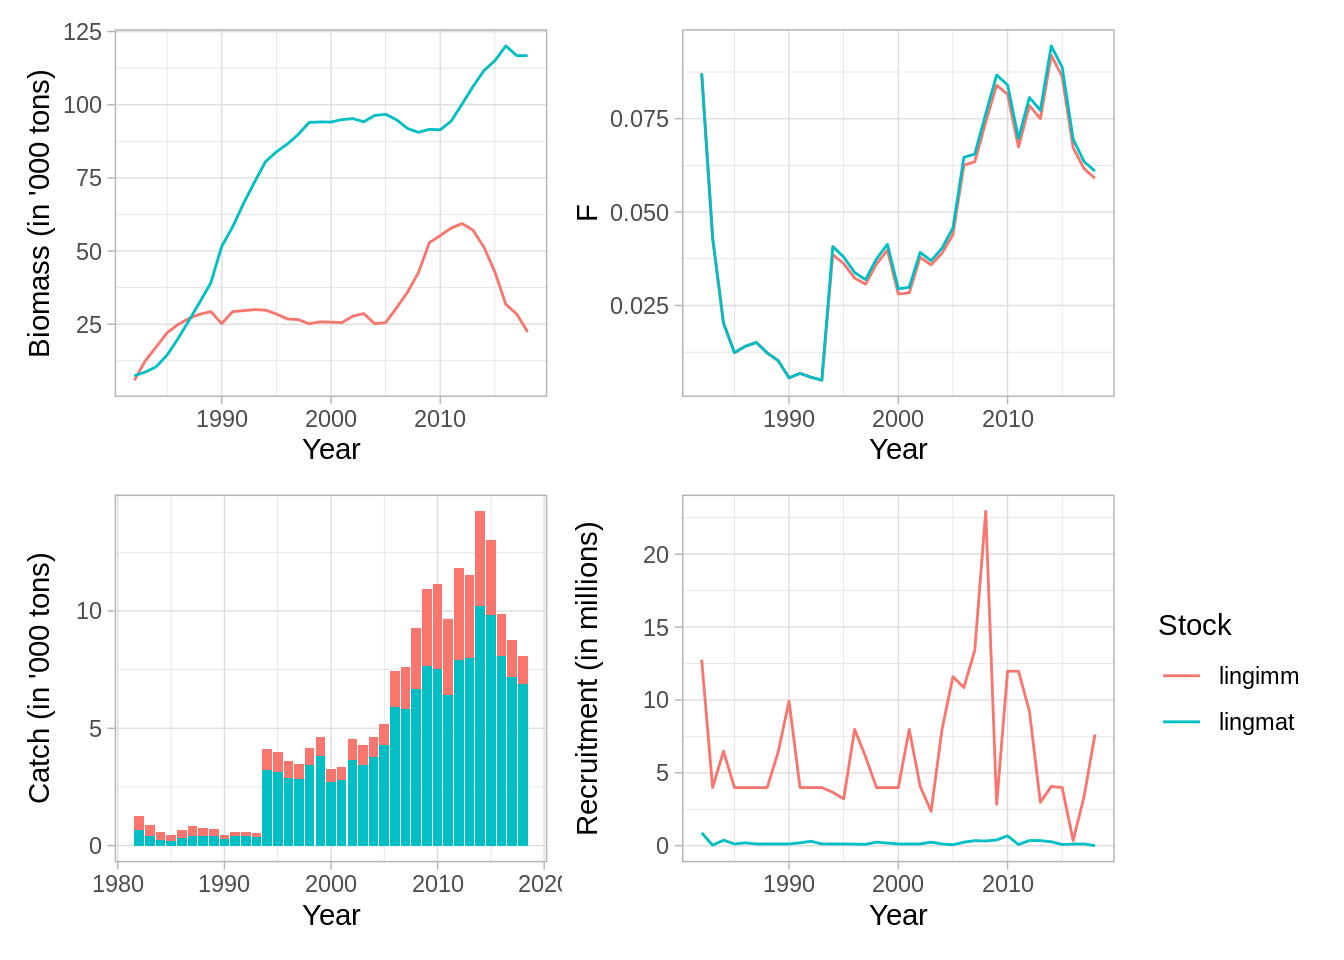 Biomass (in '000 tons)
125
100
75
50
25
1990 2000 2010
Year
F
0.075
0.050
0.025
1990 2000 2010
Year
Catch (in '000 tons)
10
5
0
1980 1990 2000 2010 202
Year
Recruitment (in millions)
20
15
10
5
0
1990 2000 2010
Year
Stock
lingimm
lingmat